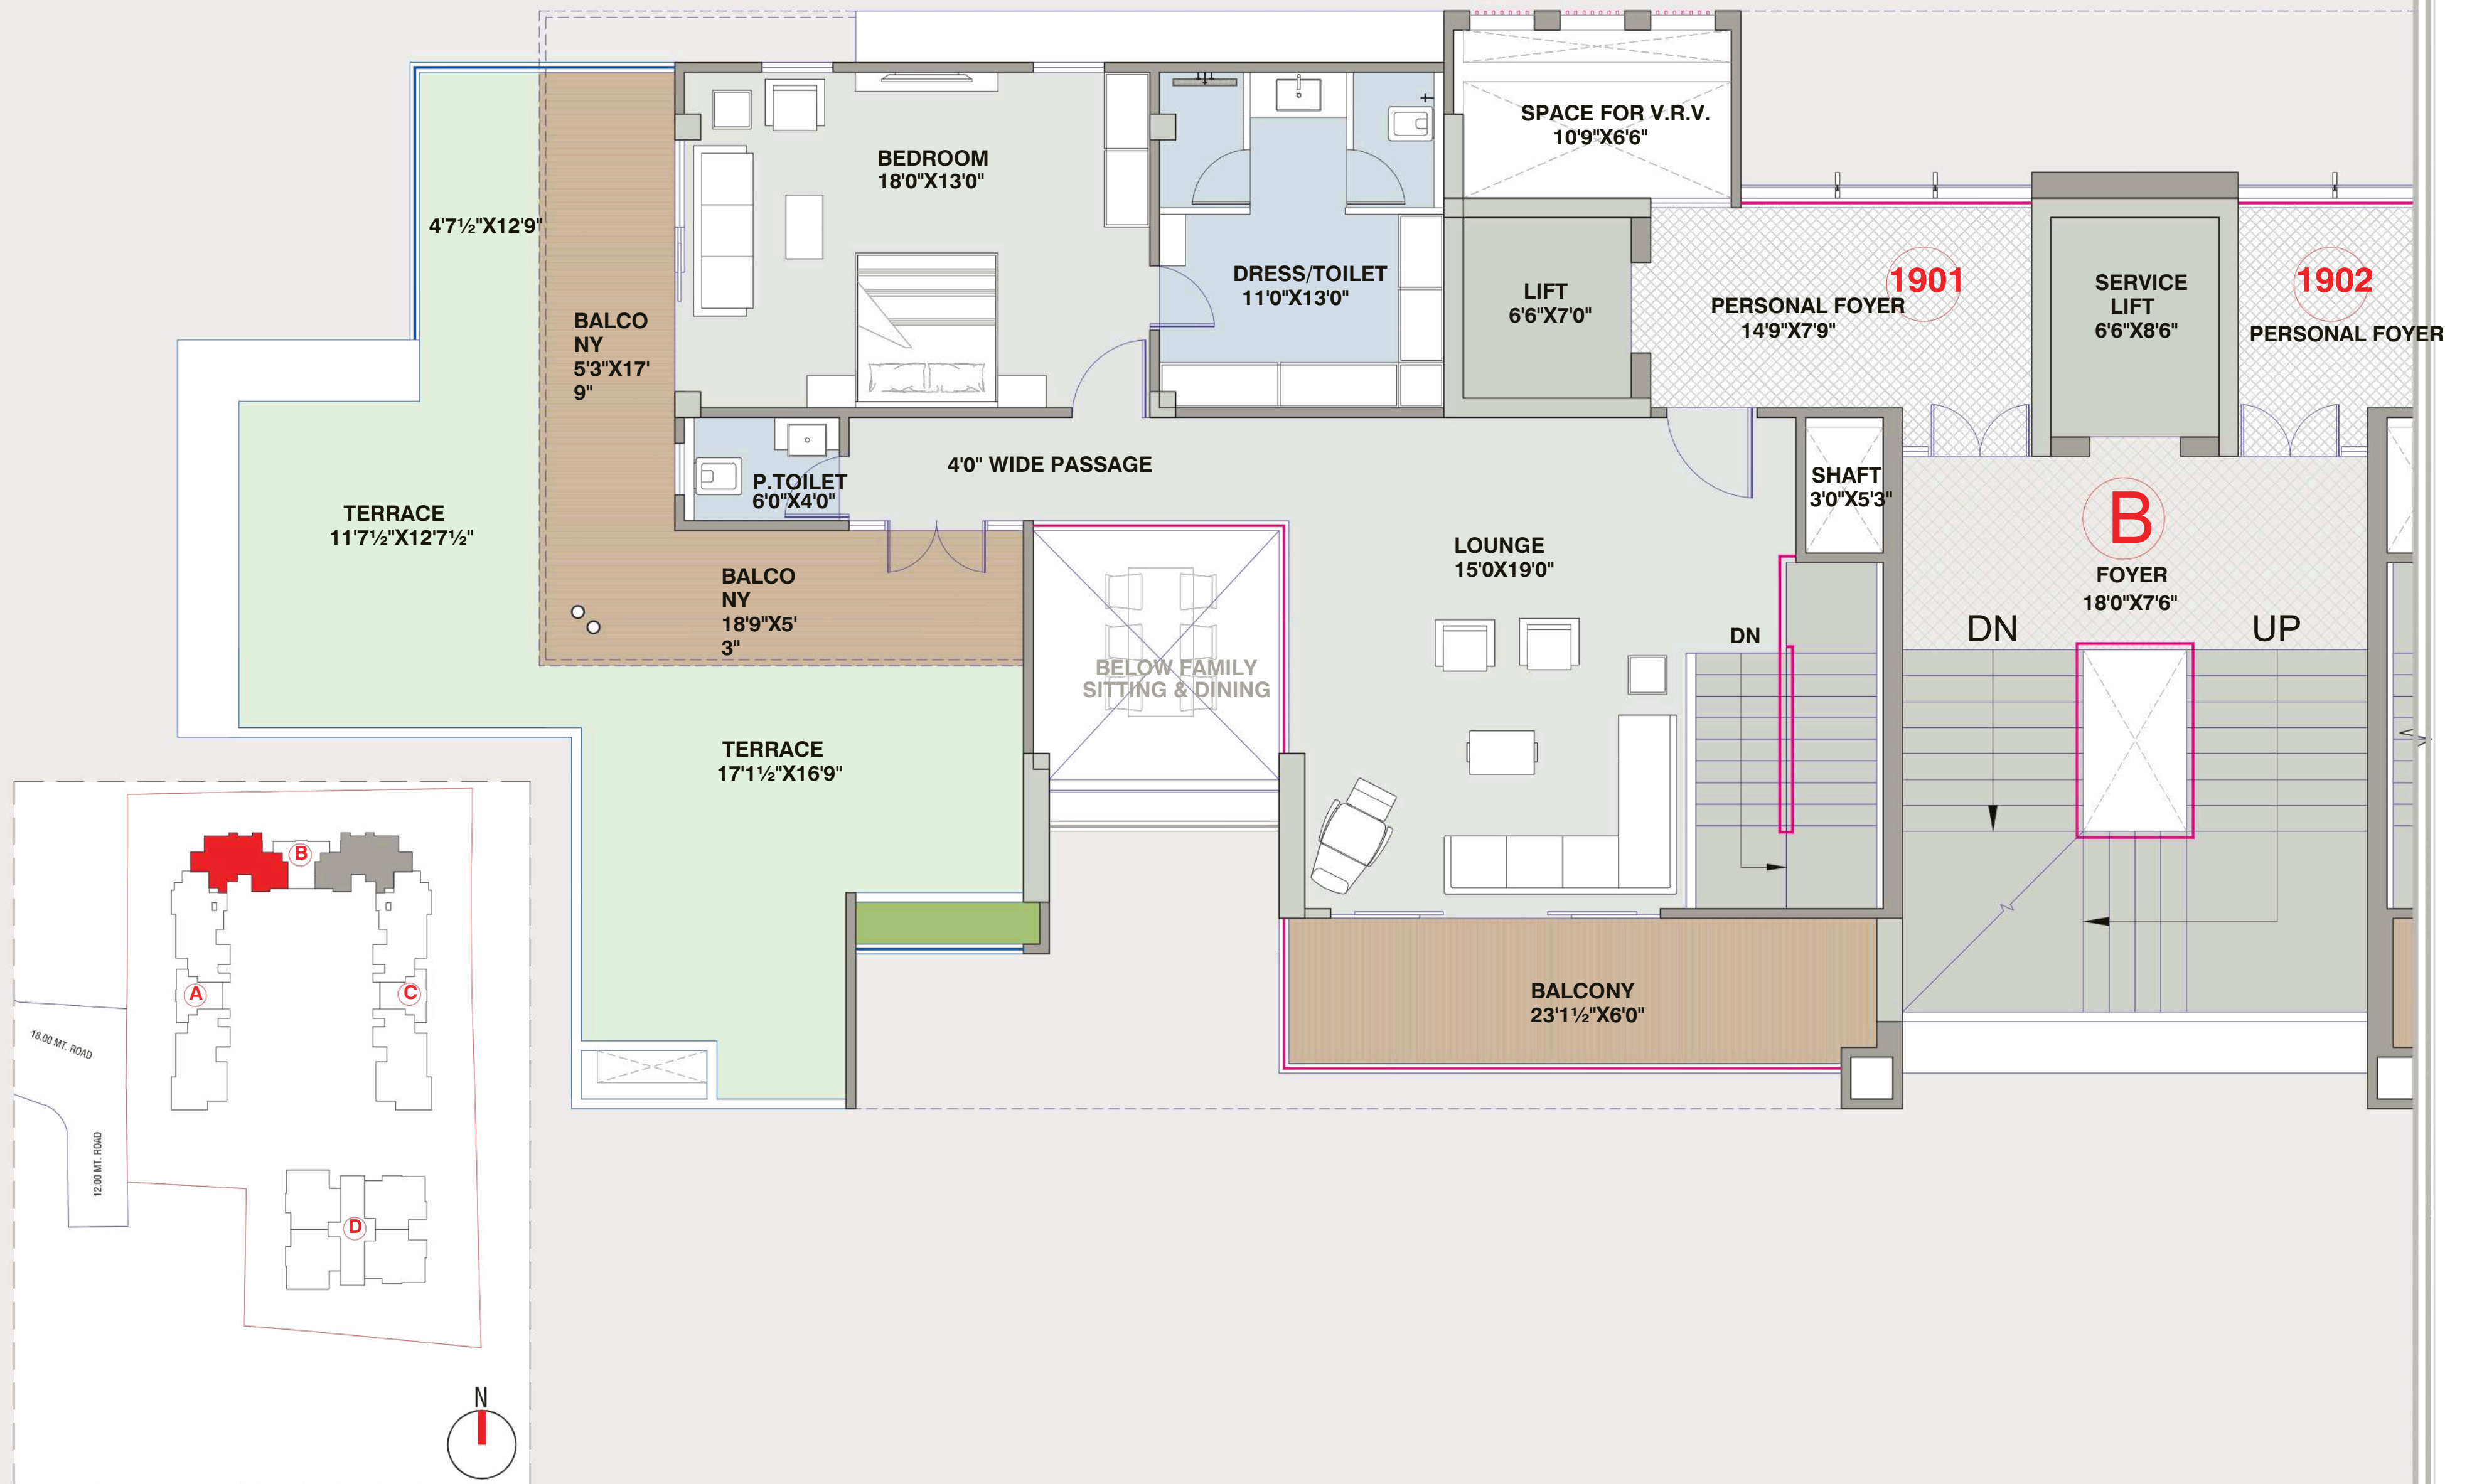 SPACE FOR V.R.V.
10'9"X6'6"
BEDROOM
18'0"X13'0"
4'7½"X12'9"
DRESS/TOILET
11'0"X13'0"
LIFT
6'6"X7'0"
1901
PERSONAL FOYER
14'9"X7'9"
SERVICE
LIFT
6'6"X8'6"
1902
PERSONAL FOYER
BALCO
NY
5'3"X17'
9"
4'0" WIDE PASSAGE
P.TOILET
6'0"X4'0"
SHAFT
3'0"X5'3"
TERRACE
11'7½"X12'7½"
B
FOYER
18'0"X7'6"
DN
UP
LOUNGE
15'0X19'0"
BALCO
NY
18'9"X5'
3"
DN
BELOW FAMILY
SITTING & DINING
TERRACE
17'1½"X16'9"
BALCONY
23'1½"X6'0"
B
A
C
18.00 MT. ROAD
12.00 MT. ROAD
D
N